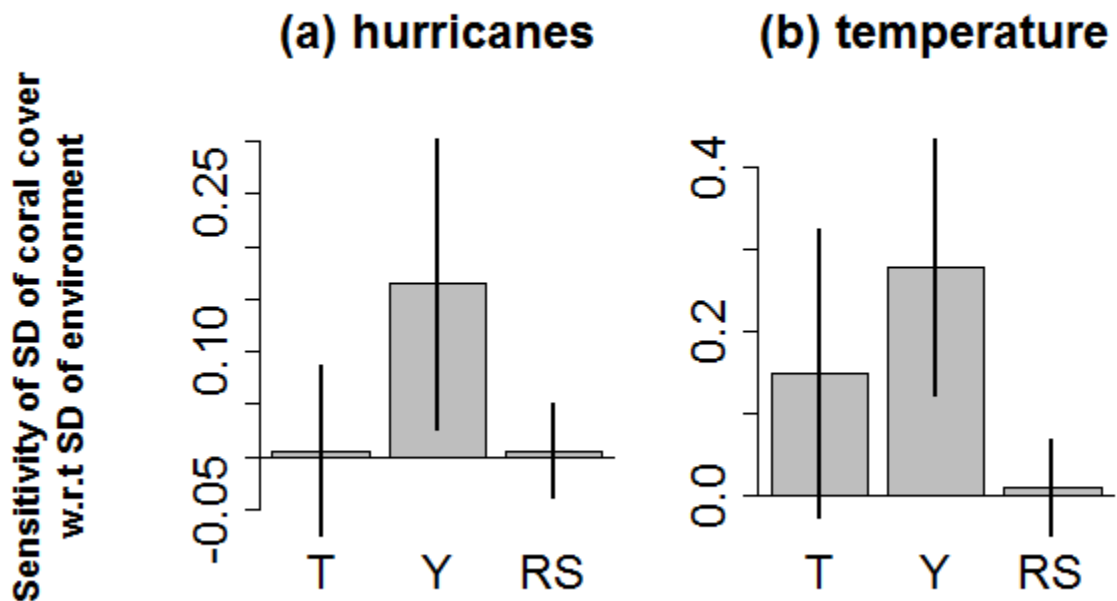 (a) hurricanes
(b) temperature
Sensitivity of SD of coral cover
w.r.t SD of environment
0.25
0.10
-0.05
T Y RS
0.4
0.2
0.0
T Y RS